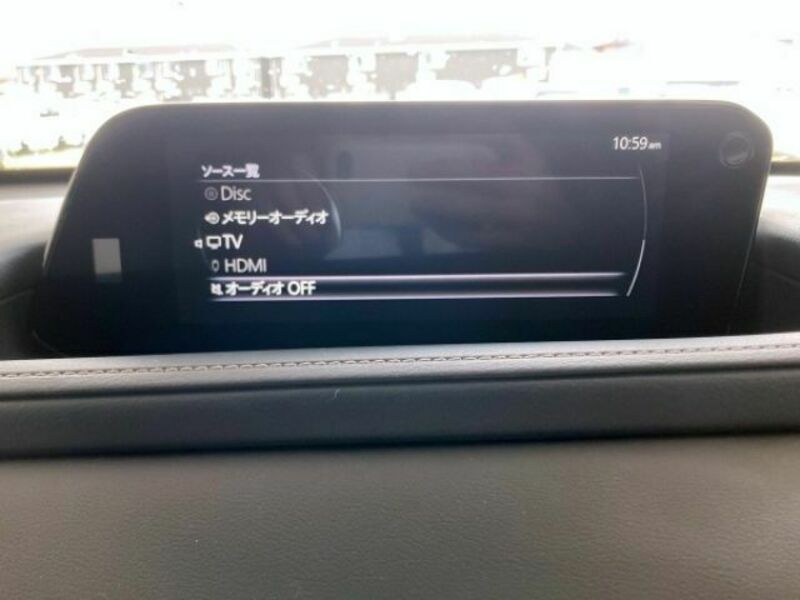 10:59am
ソース一覧
Disc
メモリーオーディオ
TV
HDMI
オーディオ OFF